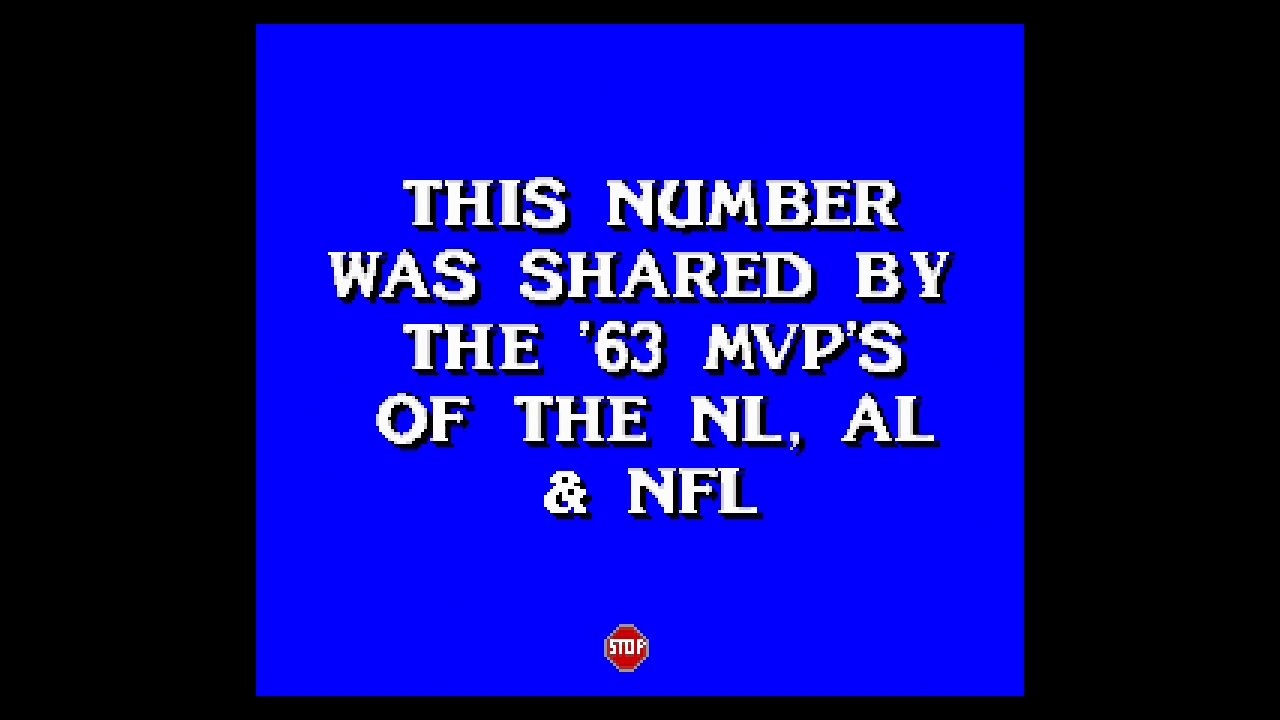 THIS NUMBER
WAS SHARED BY
THE '63 MVP'S
OF THE NL, AL
& NFL
STOP